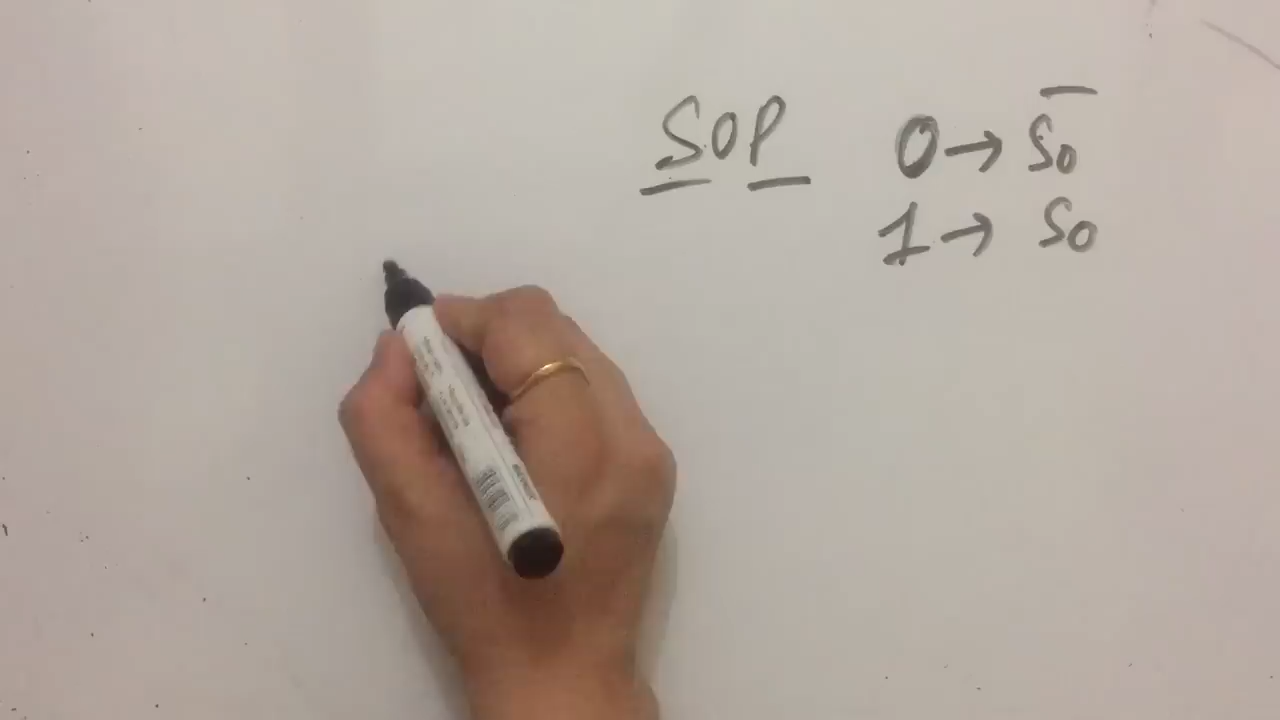 SOP 0 → S̅₀
1 → S₀